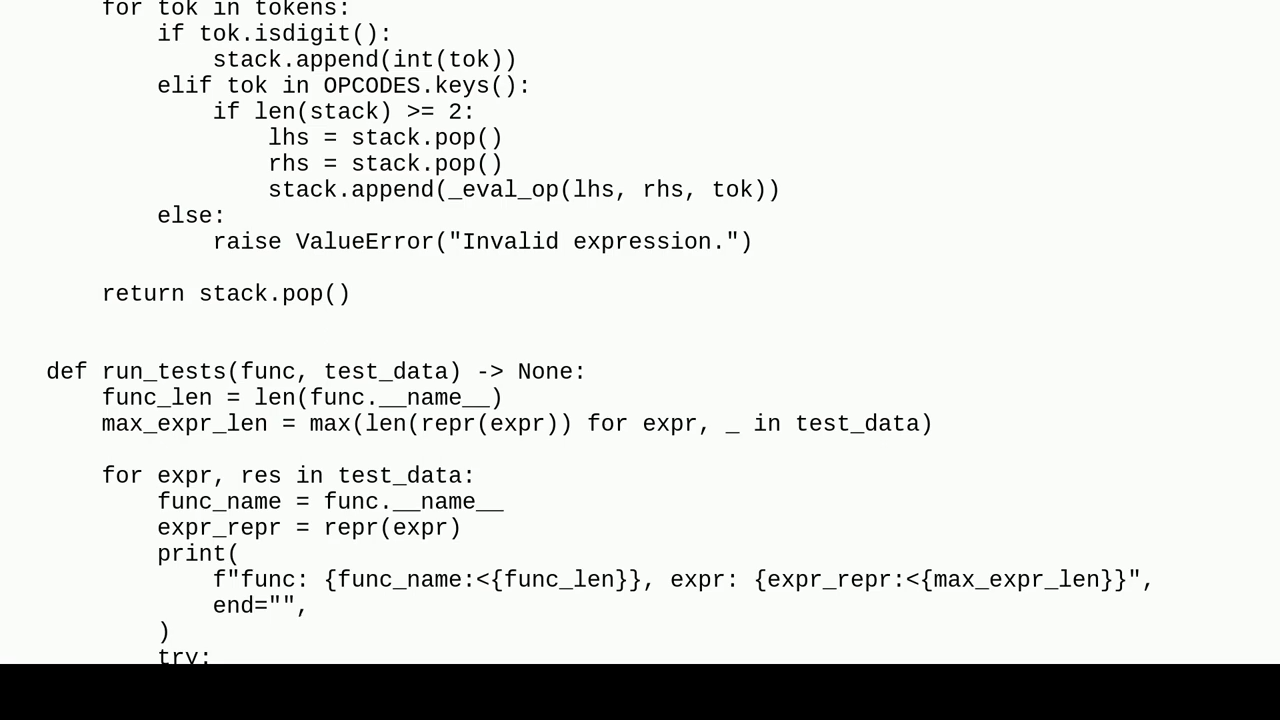 for tok in tokens:
if tok.isdigit():
stack.append(int(tok))
elif tok in OPCODES.keys():
if len(stack) >= 2:
lhs = stack.pop()
rhs = stack.pop()
stack.append(_eval_op(lhs, rhs, tok))
else:
raise ValueError("Invalid expression.")
return stack.pop()
def run_tests(func, test_data) -> None:
func_len = len(func.__name__)
max_expr_len = max(len(repr(expr)) for expr, _ in test_data)
for expr, res in test_data:
func_name = func.__name__
expr_repr = repr(expr)
print(
f"func: {func_name:<{func_len}}, expr: {expr_repr:<{max_expr_len}}",
end="",
)
try: